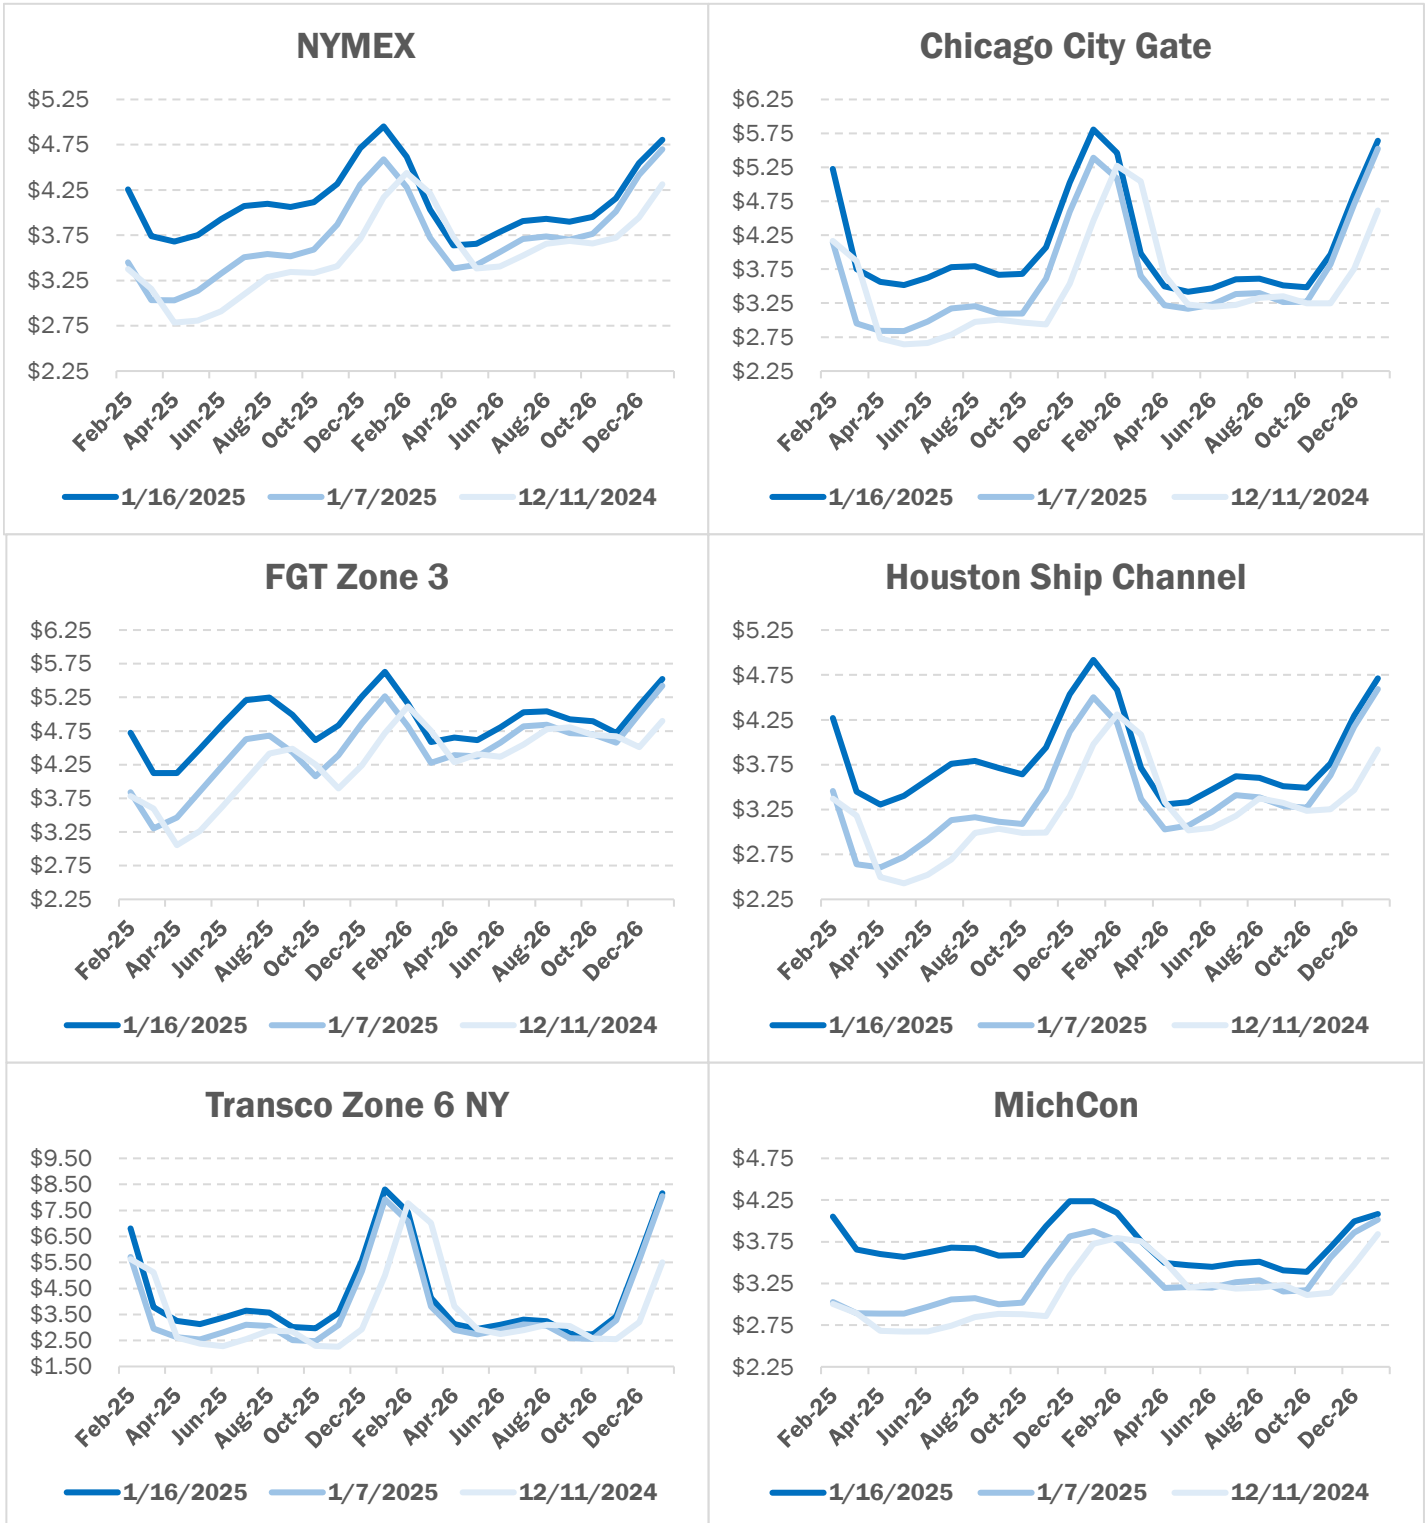 NYMEX
$5.25
$4.75
$4.25
$3.75
$3.25
$2.75
$2.25
Feb-25 Apr-25 Jun-25 Aug-25 Oct-25 Dec-25 Feb-26 Apr-26 Jun-26 Aug-26 Oct-26 Dec-26
1/16/2025 1/7/2025 12/11/2024
Chicago City Gate
$6.25
$5.75
$5.25
$4.75
$4.25
$3.75
$3.25
$2.75
$2.25
Feb-25 Apr-25 Jun-25 Aug-25 Oct-25 Dec-25 Feb-26 Apr-26 Jun-26 Aug-26 Oct-26 Dec-26
1/16/2025 1/7/2025 12/11/2024
FGT Zone 3
$6.25
$5.75
$5.25
$4.75
$4.25
$3.75
$3.25
$2.75
$2.25
Feb-25 Apr-25 Jun-25 Aug-25 Oct-25 Dec-25 Feb-26 Apr-26 Jun-26 Aug-26 Oct-26 Dec-26
1/16/2025 1/7/2025 12/11/2024
Houston Ship Channel
$5.25
$4.75
$4.25
$3.75
$3.25
$2.75
$2.25
Feb-25 Apr-25 Jun-25 Aug-25 Oct-25 Dec-25 Feb-26 Apr-26 Jun-26 Aug-26 Oct-26 Dec-26
1/16/2025 1/7/2025 12/11/2024
Transco Zone 6 NY
$9.50
$8.50
$7.50
$6.50
$5.50
$4.50
$3.50
$2.50
$1.50
Feb-25 Apr-25 Jun-25 Aug-25 Oct-25 Dec-25 Feb-26 Apr-26 Jun-26 Aug-26 Oct-26 Dec-26
1/16/2025 1/7/2025 12/11/2024
MichCon
$4.75
$4.25
$3.75
$3.25
$2.75
$2.25
Feb-25 Apr-25 Jun-25 Aug-25 Oct-25 Dec-25 Feb-26 Apr-26 Jun-26 Aug-26 Oct-26 Dec-26
1/16/2025 1/7/2025 12/11/2024